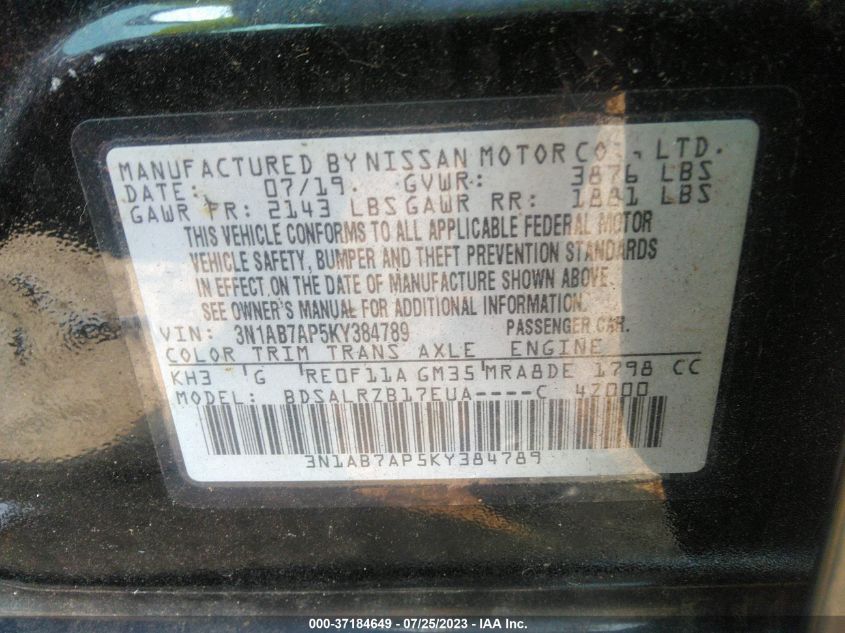 MANUFACTURED BY NISSAN MOTOR CO., LTD.
DATE: 07/19 GVWR: 3876 LBS
GAWR FR: 2143 LBS GAWR RR: 1881 LBS
THIS VEHICLE CONFORMS TO ALL APPLICABLE FEDERAL MOTOR
VEHICLE SAFETY, BUMPER AND THEFT PREVENTION STANDARDS
IN EFFECT ON THE DATE OF MANUFACTURE SHOWN ABOVE.
SEE OWNER'S MANUAL FOR ADDITIONAL INFORMATION.
VIN: 3N1AB7AP5KY384789 PASSENGER CAR.
COLOR TRIM TRANS AXLE ENGINE
KH3 G RE0F11A GM35 MRA8DE 1798 CC
MODEL: BDSALRZB17EUA----C 4Z000
3N1AB7AP5KY384789
000-37184649 / 07/25/2023 - IAA Inc.